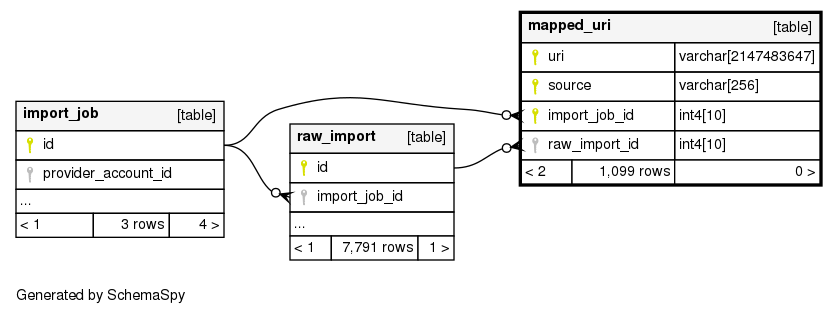 mapped_uri [table]
uri varchar[2147483647]
source varchar[256]
import_job_id int4[10]
raw_import_id int4[10]
< 2 1,099 rows 0 >
import_job [table]
id
provider_account_id
...
< 1 3 rows 4 >
raw_import [table]
id
import_job_id
...
< 1 7,791 rows 1 >
Generated by SchemaSpy